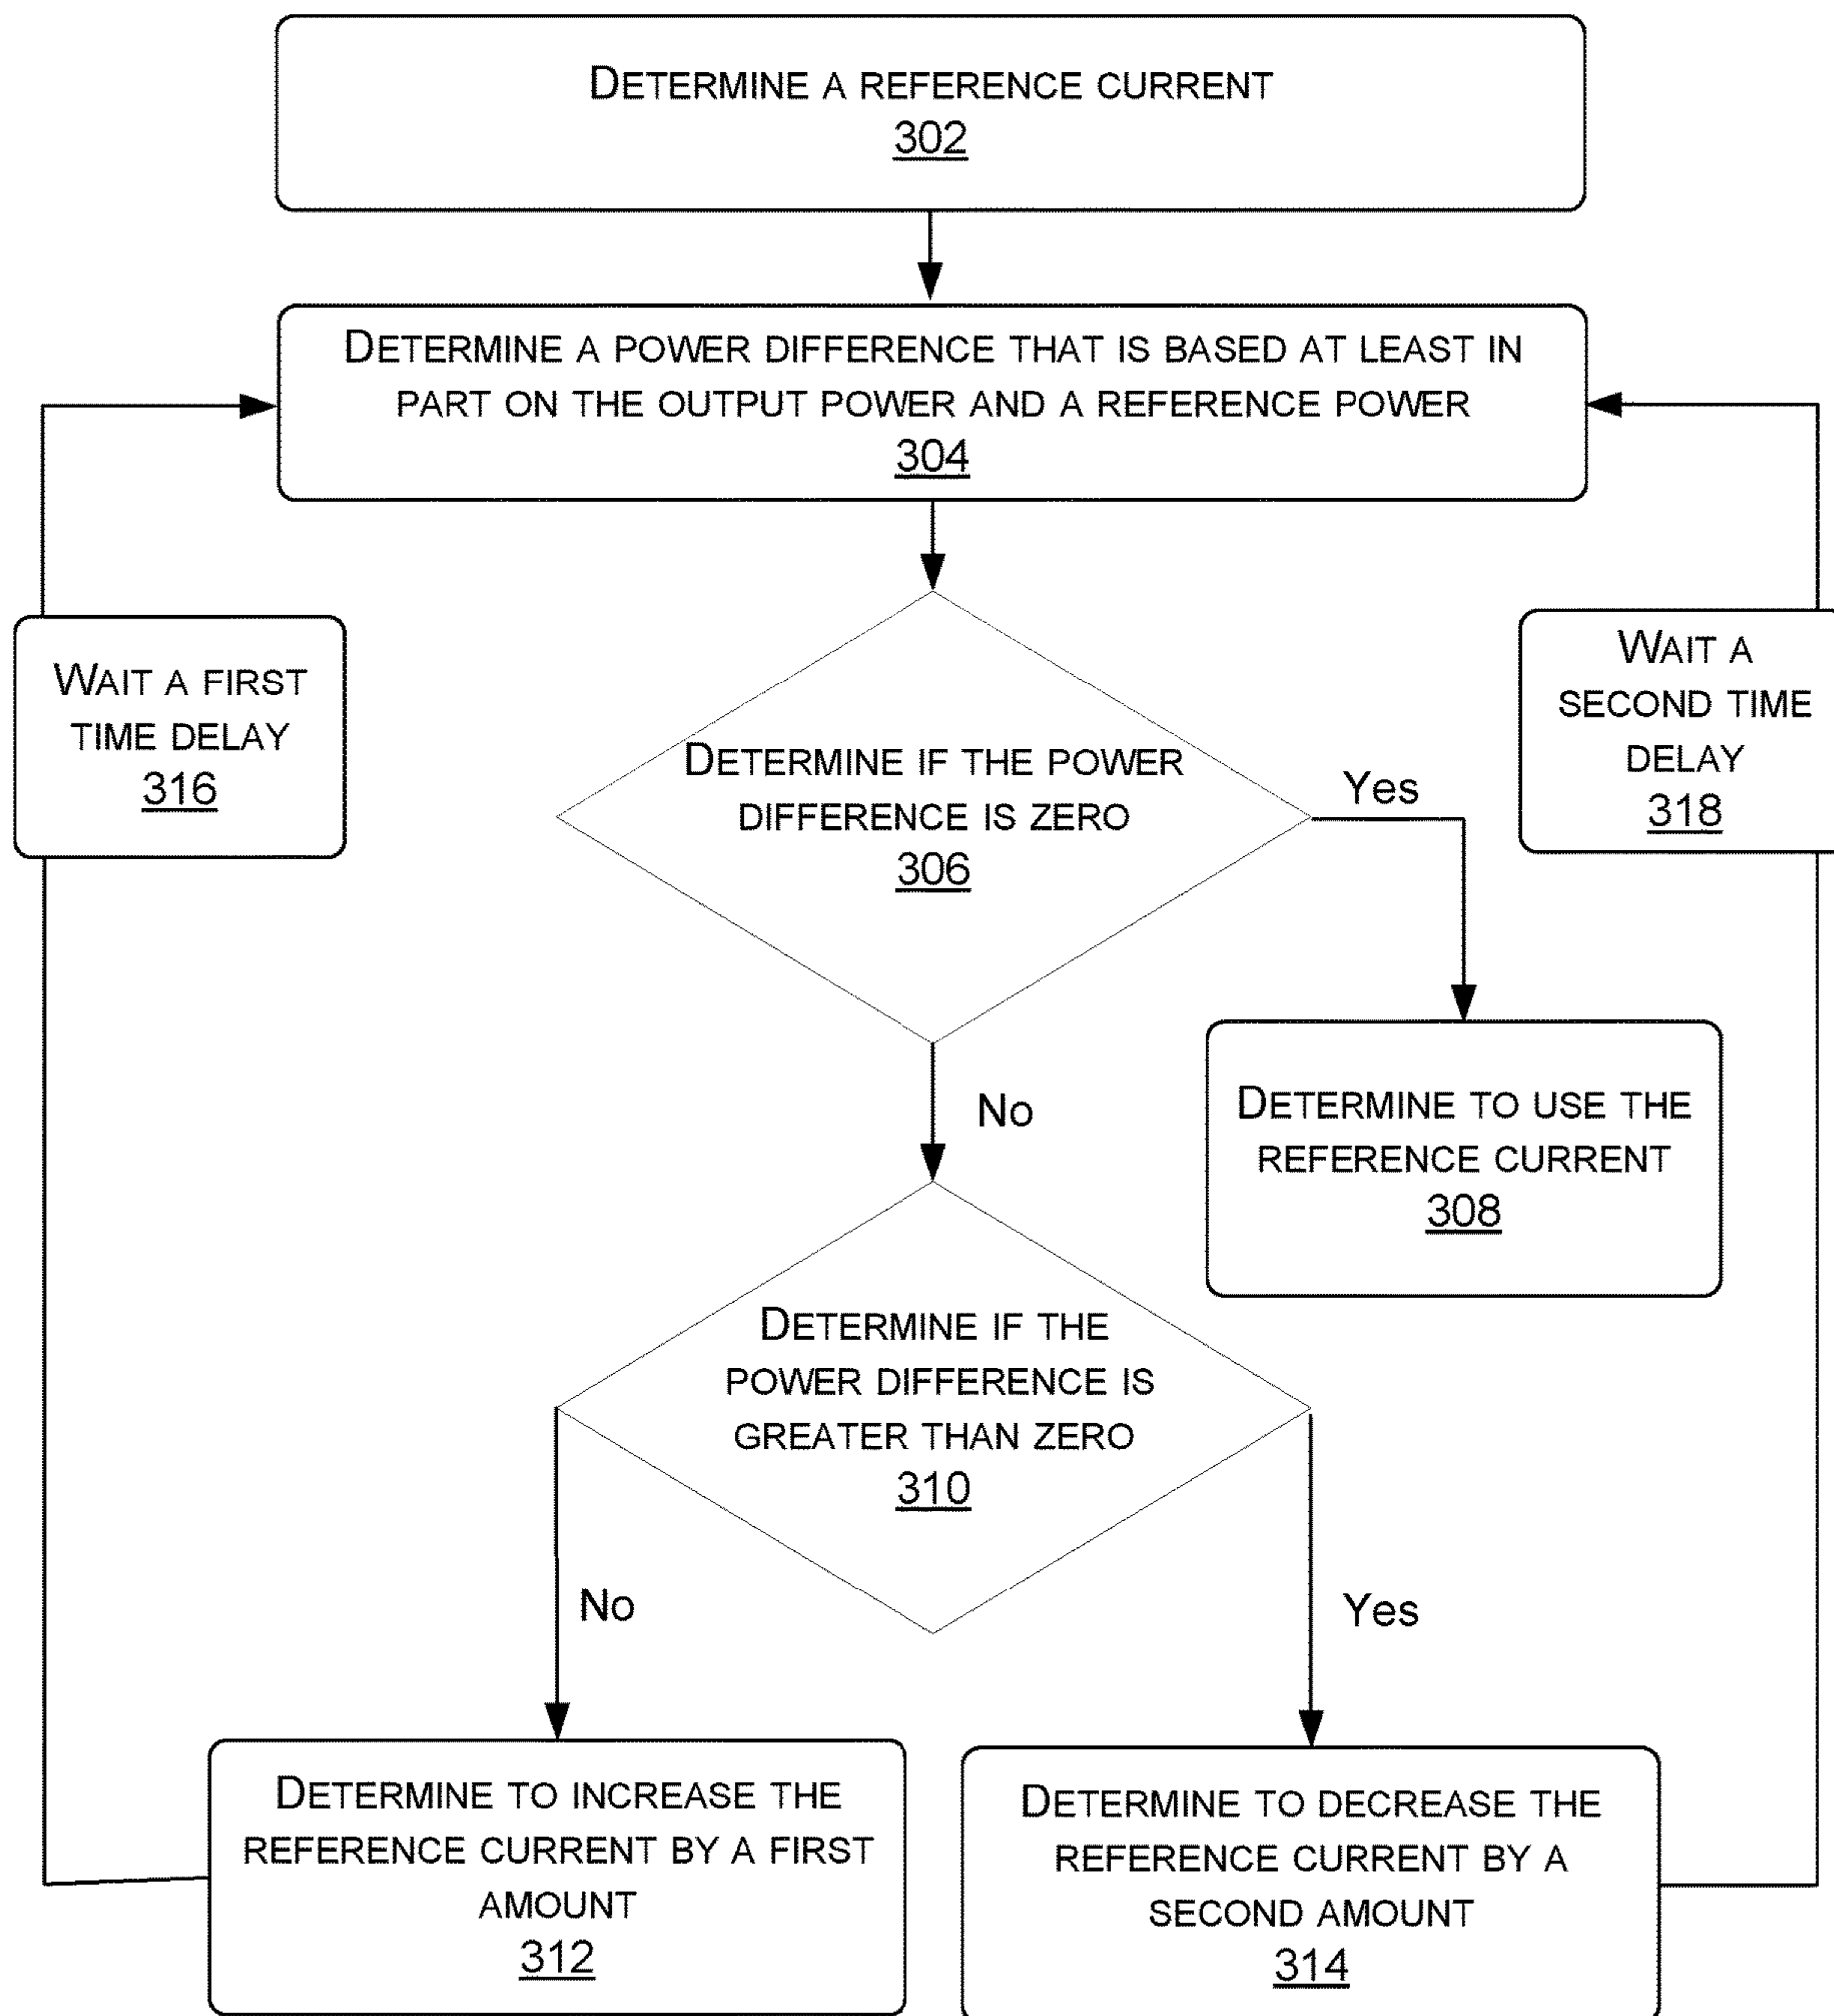 DETERMINE A REFERENCE CURRENT
302
DETERMINE A POWER DIFFERENCE THAT IS BASED AT LEAST IN
PART ON THE OUTPUT POWER AND A REFERENCE POWER
304
WAIT A FIRST
TIME DELAY
316
DETERMINE IF THE POWER
DIFFERENCE IS ZERO
306
Yes
WAIT A
SECOND TIME
DELAY
318
No
DETERMINE TO USE THE
REFERENCE CURRENT
308
DETERMINE IF THE
POWER DIFFERENCE IS
GREATER THAN ZERO
310
No
Yes
DETERMINE TO INCREASE THE
REFERENCE CURRENT BY A FIRST
AMOUNT
312
DETERMINE TO DECREASE THE
REFERENCE CURRENT BY A
SECOND AMOUNT
314